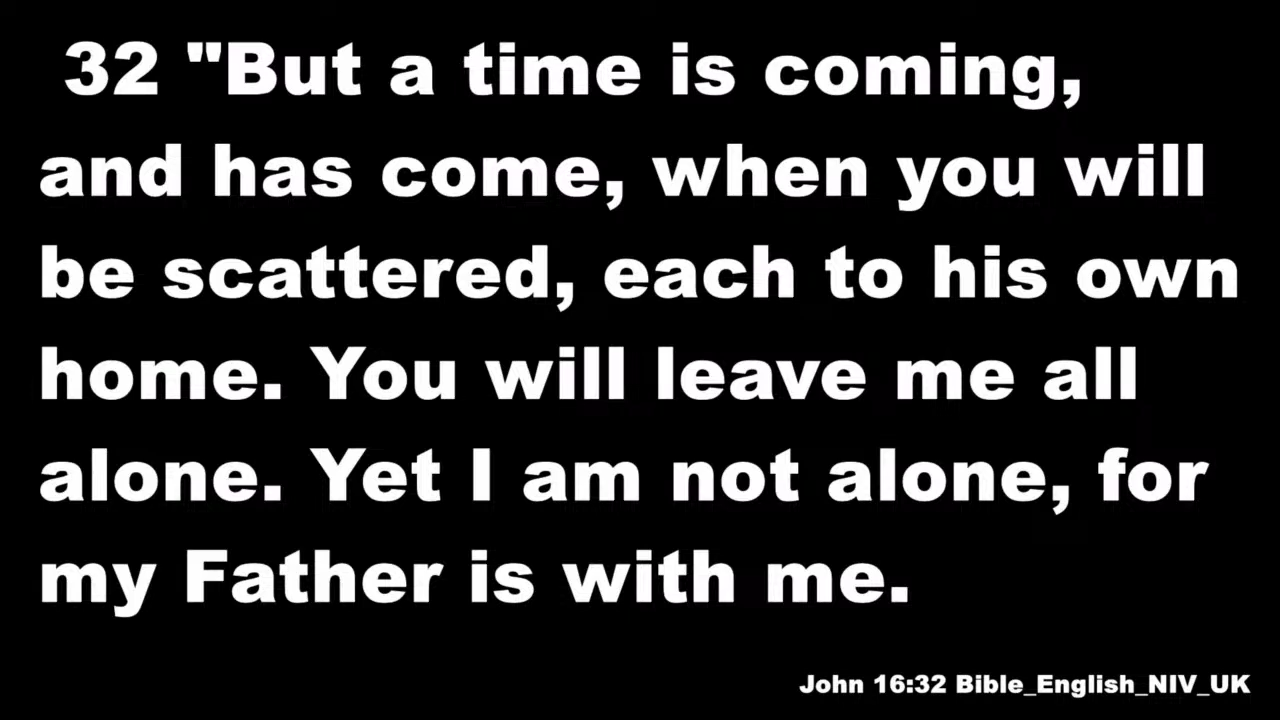 32 "But a time is coming,
and has come, when you will
be scattered, each to his own
home. You will leave me all
alone. Yet I am not alone, for
my Father is with me.
John 16:32 Bible_English_NIV_UK